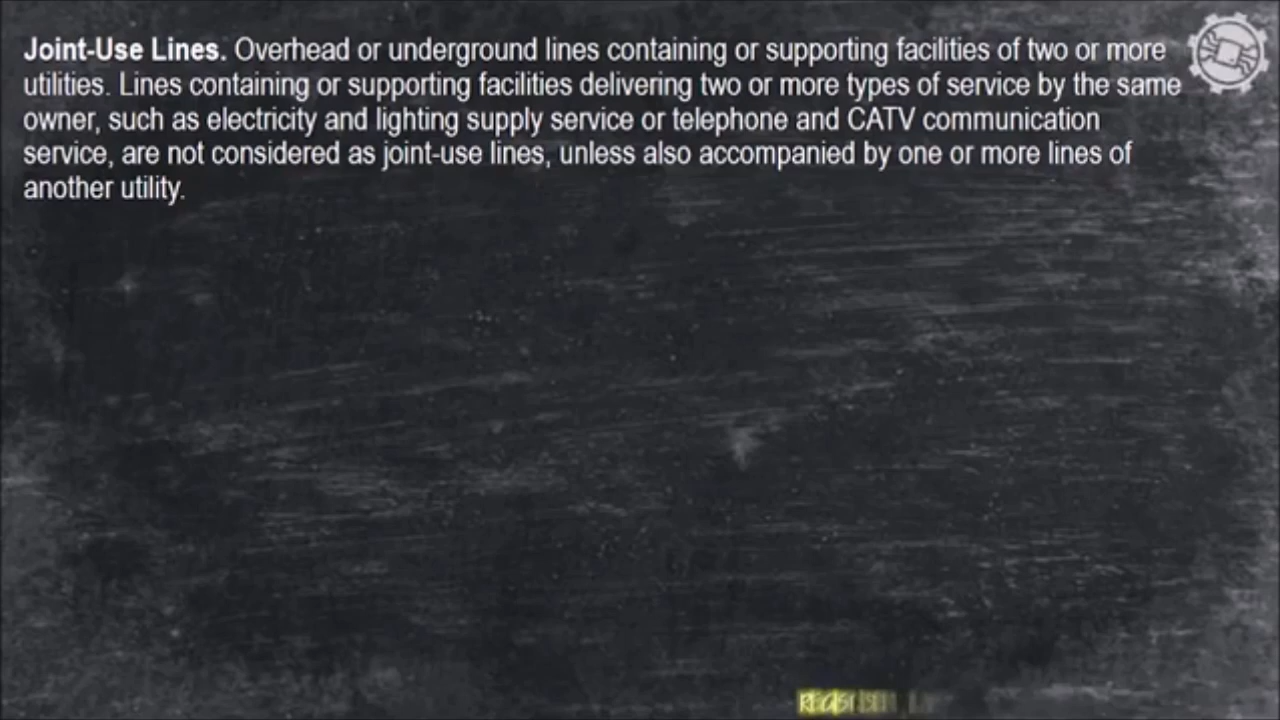 Joint-Use Lines. Overhead or underground lines containing or supporting facilities of two or more
utilities. Lines containing or supporting facilities delivering two or more types of service by the same
owner, such as electricity and lighting supply service or telephone and CATV communication
service, are not considered as joint-use lines, unless also accompanied by one or more lines of
another utility.